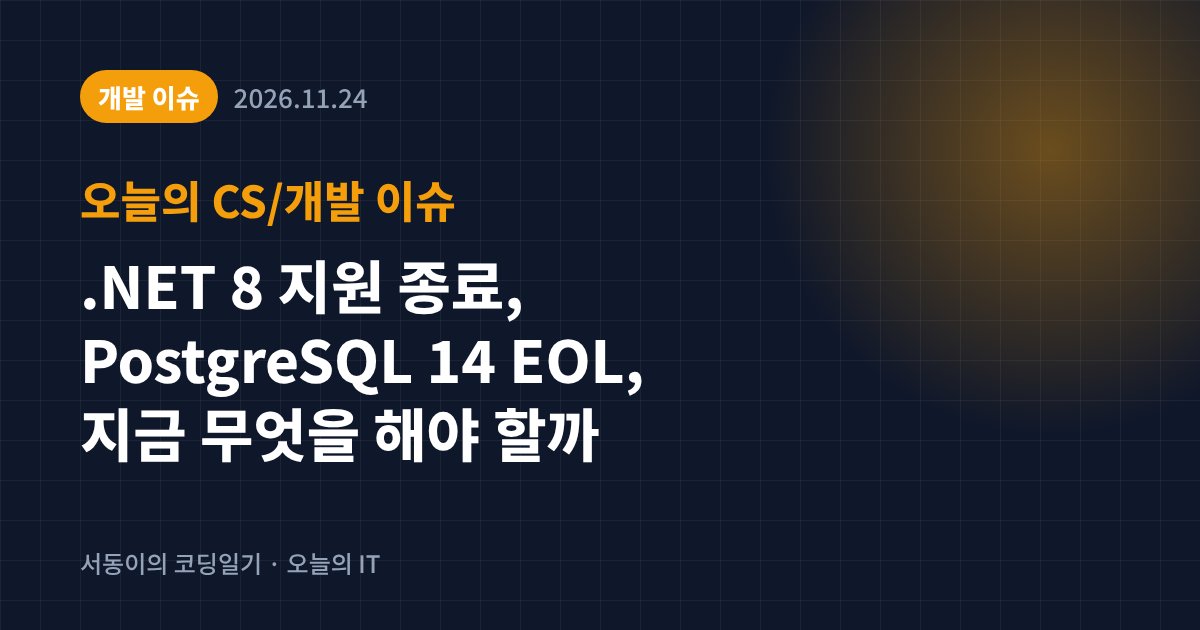 개발 이슈 2026.11.24
오늘의 CS/개발 이슈
.NET 8 지원 종료,
PostgreSQL 14 EOL,
지금 무엇을 해야 할까
서동이의 코딩일기 · 오늘의 IT